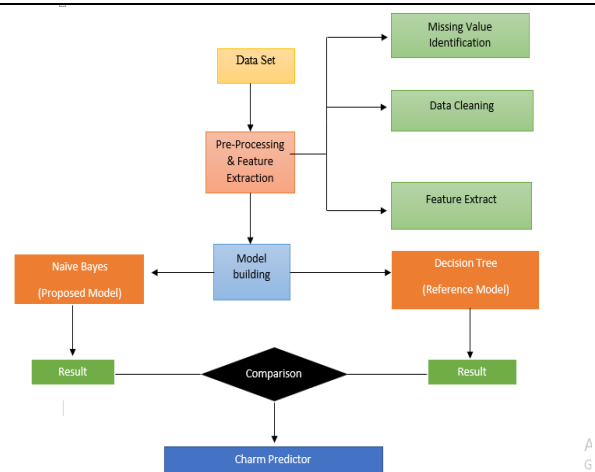 Data Set
Missing Value
Identification
Data Cleaning
Pre-Processing
& Feature
Extraction
Feature Extract
Model
building
Naive Bayes
(Proposed Model)
Decision Tree
(Reference Model)
Result
Comparison
Result
Charm Predictor
A
G